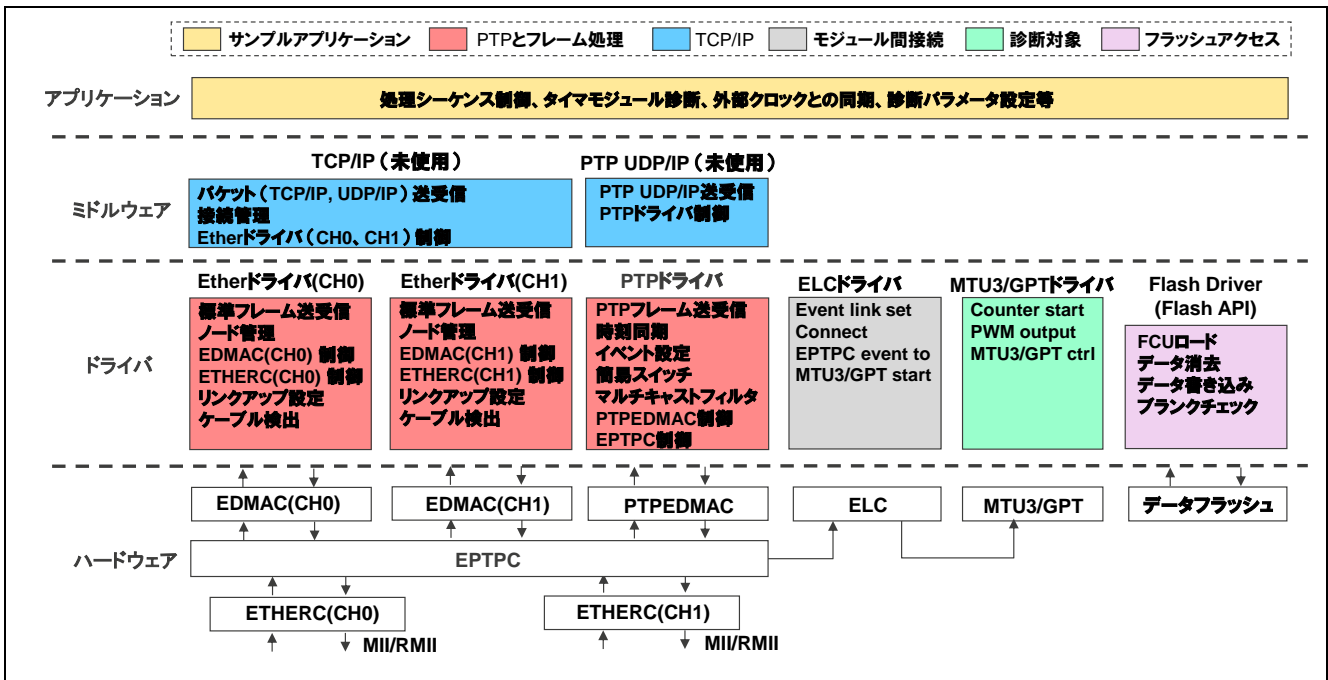 サンプルアプリケーション
PTPとフレーム処理
TCP/IP
モジュール間接続
診断対象
フラッシュアクセス
アプリケーション
処理シーケンス制御、タイマモジュール診断、外部クロックとの同期、診断パラメータ設定等
ミドルウェア
TCP/IP（未使用）
パケット（TCP/IP, UDP/IP）送受信
接続管理
Etherドライバ（CH0、CH1）制御
PTP UDP/IP（未使用）
PTP UDP/IP送受信
PTPドライバ制御
ドライバ
Etherドライバ(CH0)
標準フレーム送受信
ノード管理
EDMAC(CH0) 制御
ETHERC(CH0) 制御
リンクアップ設定
ケーブル検出
Etherドライバ(CH1)
標準フレーム送受信
ノード管理
EDMAC(CH1) 制御
ETHERC(CH1) 制御
リンクアップ設定
ケーブル検出
PTPドライバ
PTPフレーム送受信
時刻同期
イベント設定
簡易スイッチ
マルチキャストフィルタ
PTPEDMAC制御
EPTPC制御
ELCドライバ
Event link set
Connect
EPTPC event to
MTU3/GPT start
MTU3/GPTドライバ
Counter start
PWM output
MTU3/GPT ctrl
Flash Driver
(Flash API)
FCUロード
データ消去
データ書き込み
ブランクチェック
ハードウェア
EDMAC(CH0)
EDMAC(CH1)
PTPEDMAC
ELC
MTU3/GPT
データフラッシュ
EPTPC
ETHERC(CH0)
ETHERC(CH1)
MII/RMII
MII/RMII